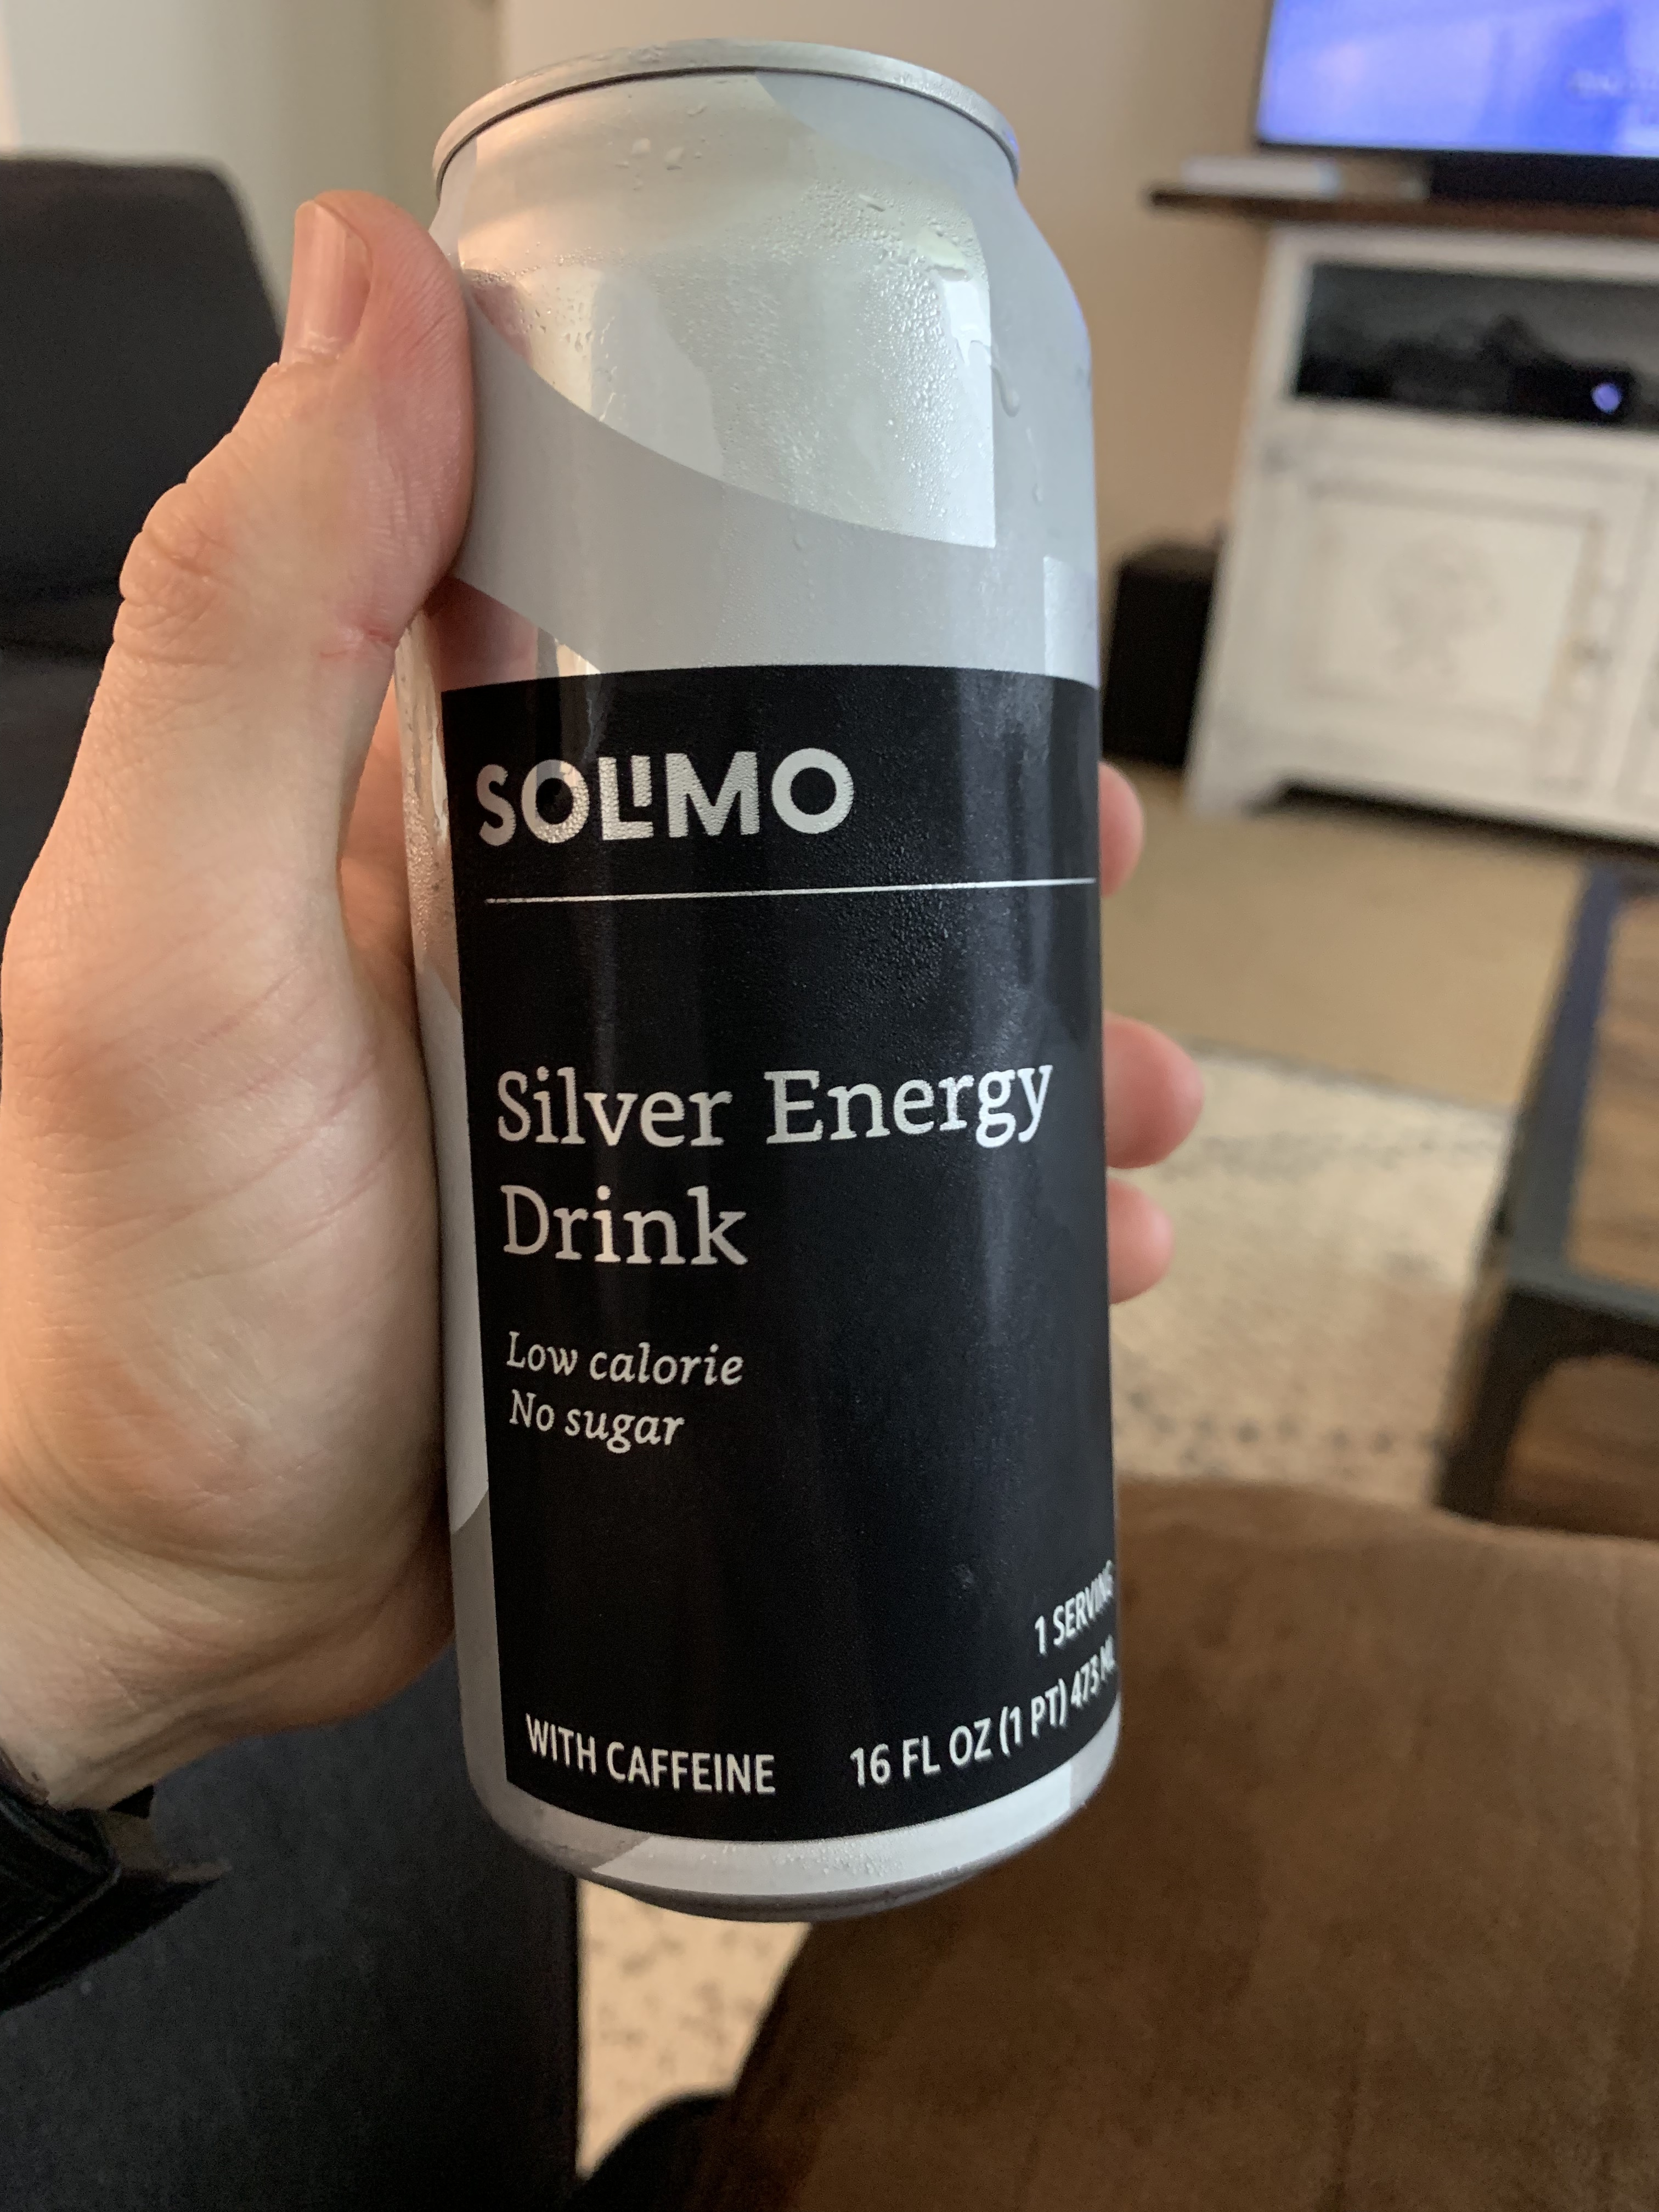 SOLIMO
Silver Energy
Drink
Low calorie
No sugar
1 SERVING
WITH CAFFEINE 16 FL OZ (1 PT) 473 ML